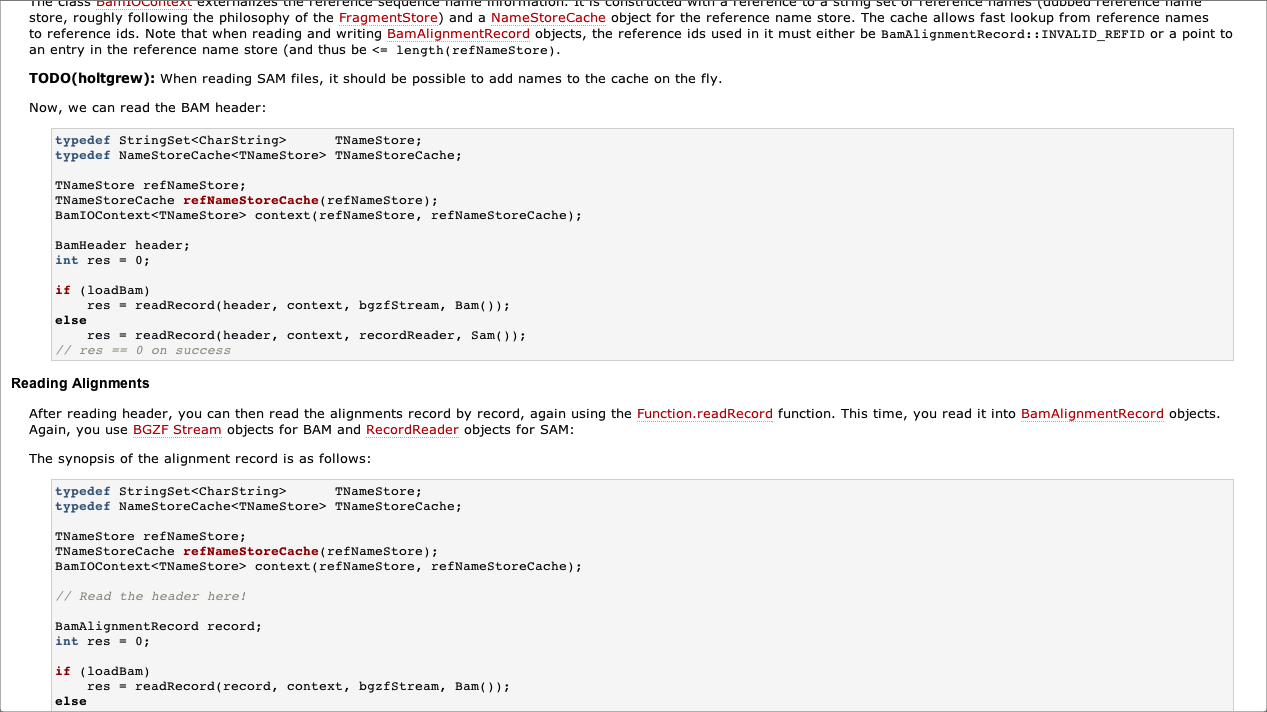 The class BamIOContext externalizes the reference sequence name information. It is constructed with a reference to a string set of reference names (dubbed reference name
store, roughly following the philosophy of the FragmentStore) and a NameStoreCache object for the reference name store. The cache allows fast lookup from reference names
to reference ids. Note that when reading and writing BamAlignmentRecord objects, the reference ids used in it must either be BamAlignmentRecord::INVALID_REFID or a point to
an entry in the reference name store (and thus be <= length(refNameStore).
TODO(holtgrew): When reading SAM files, it should be possible to add names to the cache on the fly.
Now, we can read the BAM header:
typedef StringSet<CharString>      TNameStore;
typedef NameStoreCache<TNameStore> TNameStoreCache;
TNameStore refNameStore;
TNameStoreCache refNameStoreCache(refNameStore);
BamIOContext<TNameStore> context(refNameStore, refNameStoreCache);
BamHeader header;
int res = 0;
if (loadBam)
    res = readRecord(header, context, bgzfStream, Bam());
else
    res = readRecord(header, context, recordReader, Sam());
// res == 0 on success
Reading Alignments
After reading header, you can then read the alignments record by record, again using the Function.readRecord function. This time, you read it into BamAlignmentRecord objects.
Again, you use BGZF Stream objects for BAM and RecordReader objects for SAM:
The synopsis of the alignment record is as follows:
typedef StringSet<CharString>      TNameStore;
typedef NameStoreCache<TNameStore> TNameStoreCache;
TNameStore refNameStore;
TNameStoreCache refNameStoreCache(refNameStore);
BamIOContext<TNameStore> context(refNameStore, refNameStoreCache);
// Read the header here!
BamAlignmentRecord record;
int res = 0;
if (loadBam)
    res = readRecord(record, context, bgzfStream, Bam());
else